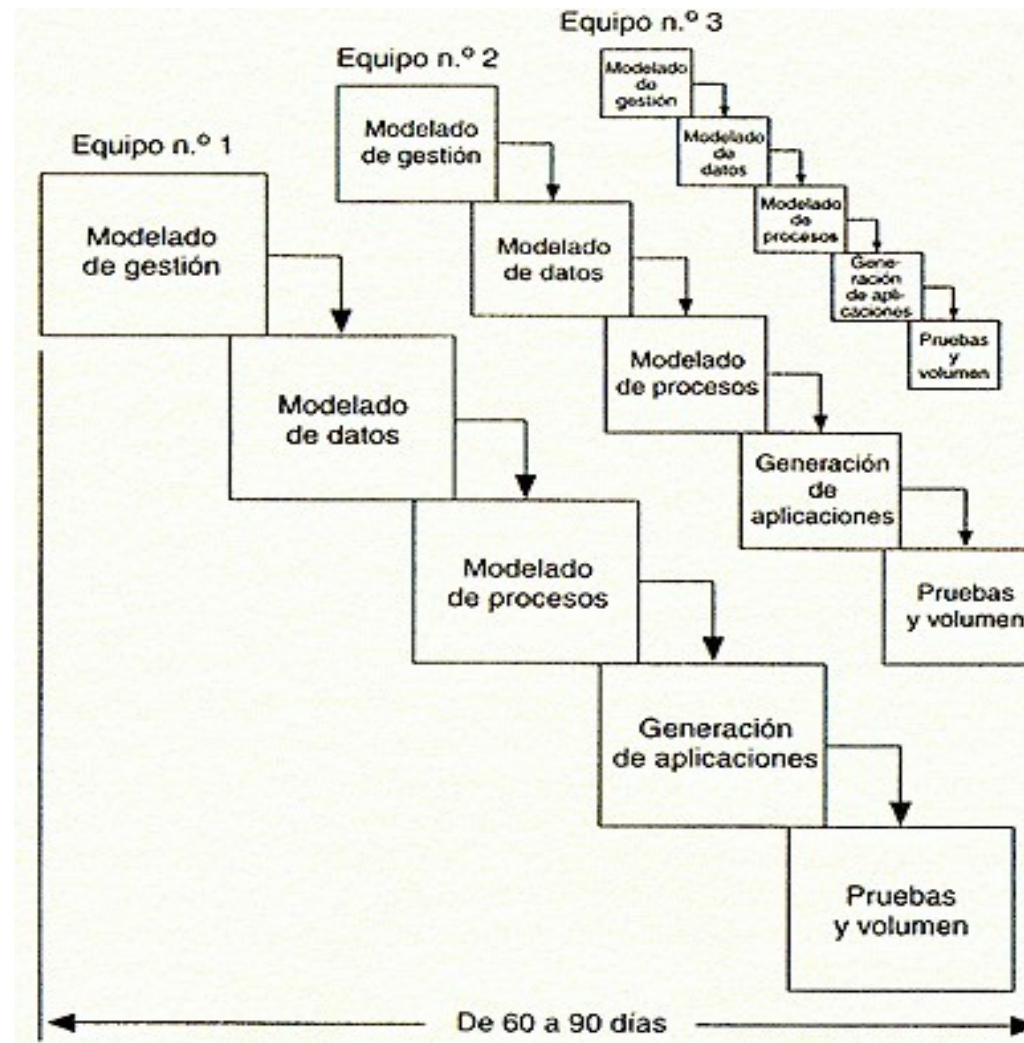 Equipo n.º 1
Modelado
de gestión
Modelado
de datos
Modelado
de procesos
Generación
de aplicaciones
Pruebas
y volumen
Equipo n.º 2
Modelado
de gestión
Modelado
de datos
Modelado
de procesos
Generación
de
aplicaciones
Pruebas
y volumen
Equipo n.º 3
Modelado
de
gestión
Modelado
de
datos
Modelado
de
procesos
Gene-
ración
de apli-
caciones
Pruebas
y
volumen
De 60 a 90 días